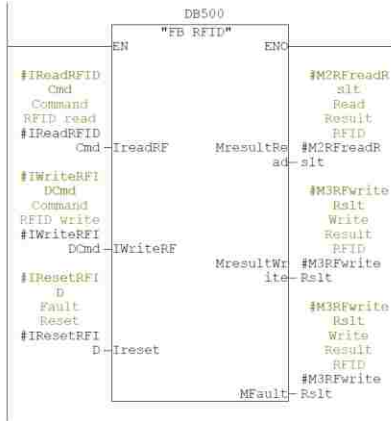 DB500
"FB RFID"
EN
ENO
#IReadRFID
Cmd
Command
RFID read
#IReadRFID
Cmd
IreadRF
#M2RFreadR
slt
Read
Result
RFID
MresultRe
ad
#M2RFreadR
slt
#IWriteRFI
DCmd
Command
RFID write
#IWriteRFI
DCmd
IWriteRF
#M3RFwrite
Rslt
Write
Result
RFID
MresultWr
ite
#M3RFwrite
Rslt
#IResetRFI
D
Fault
Reset
#IResetRFI
D
Ireset
#M3RFwrite
Rslt
Write
Result
RFID
#M3RFwrite
MFault
Rslt